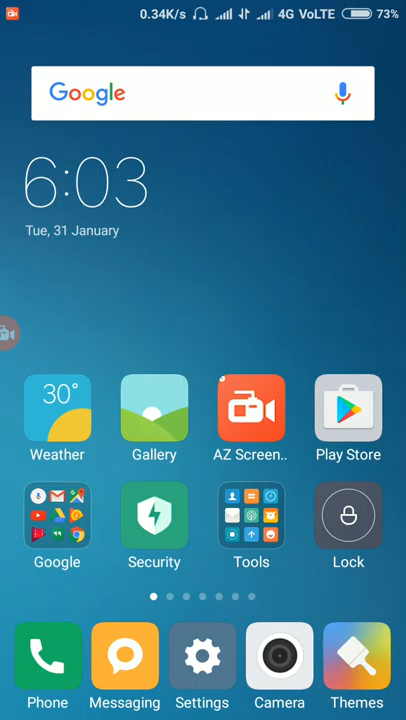 0.34K/s 4G VoLTE 73%
Google
6:03
Tue, 31 January
30°
Weather Gallery AZ Screen.. Play Store
Google Security Tools Lock
Phone Messaging Settings Camera Themes